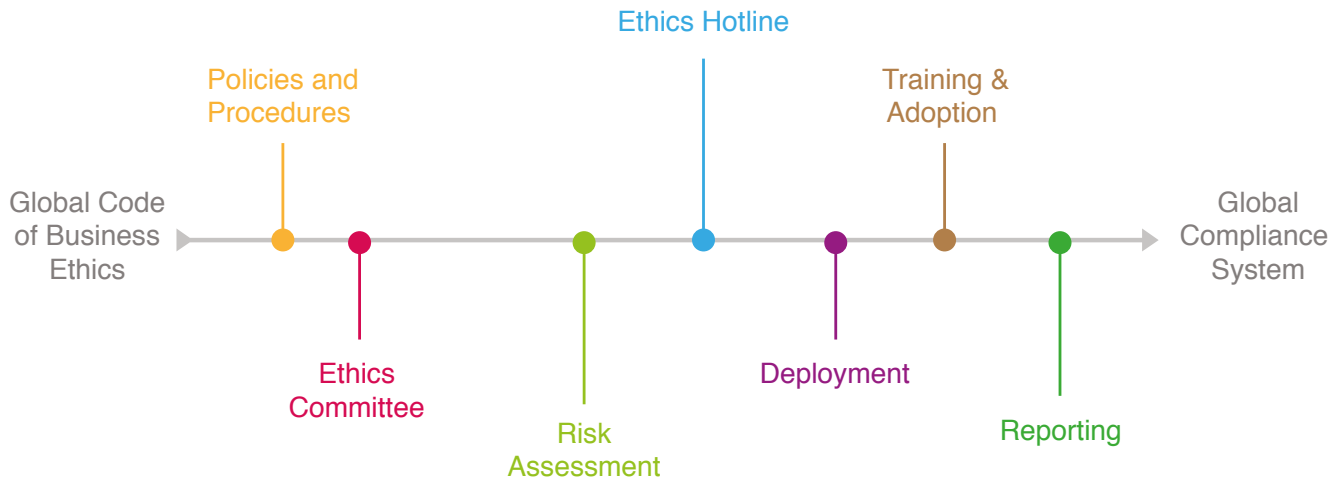 Global Code
of Business
Ethics
Policies and
Procedures
Ethics
Committee
Risk
Assessment
Ethics Hotline
Deployment
Training &
Adoption
Reporting
Global
Compliance
System